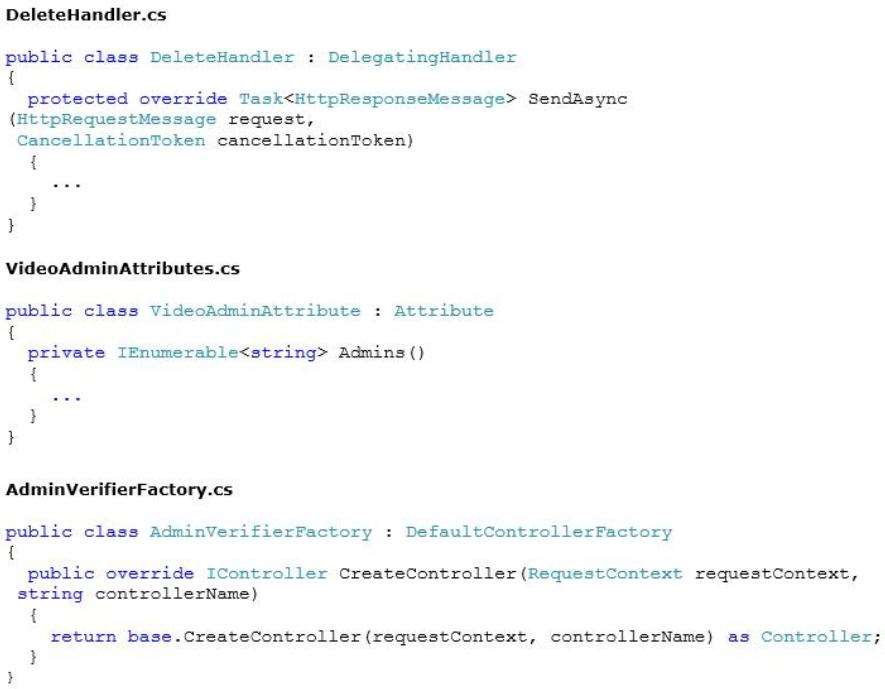 DeleteHandler.cs
public class DeleteHandler : DelegatingHandler
{
protected override Task<HttpResponseMessage> SendAsync
(HttpRequestMessage request,
CancellationToken cancellationToken)
{
...
}
}
VideoAdminAttributes.cs
public class VideoAdminAttribute : Attribute
{
private IEnumerable<string> Admins()
{
...
}
}
AdminVerifierFactory.cs
public class AdminVerifierFactory : DefaultControllerFactory
{
public override IController CreateController(RequestContext requestContext,
string controllerName)
{
return base.CreateController(requestContext, controllerName) as Controller;
}
}